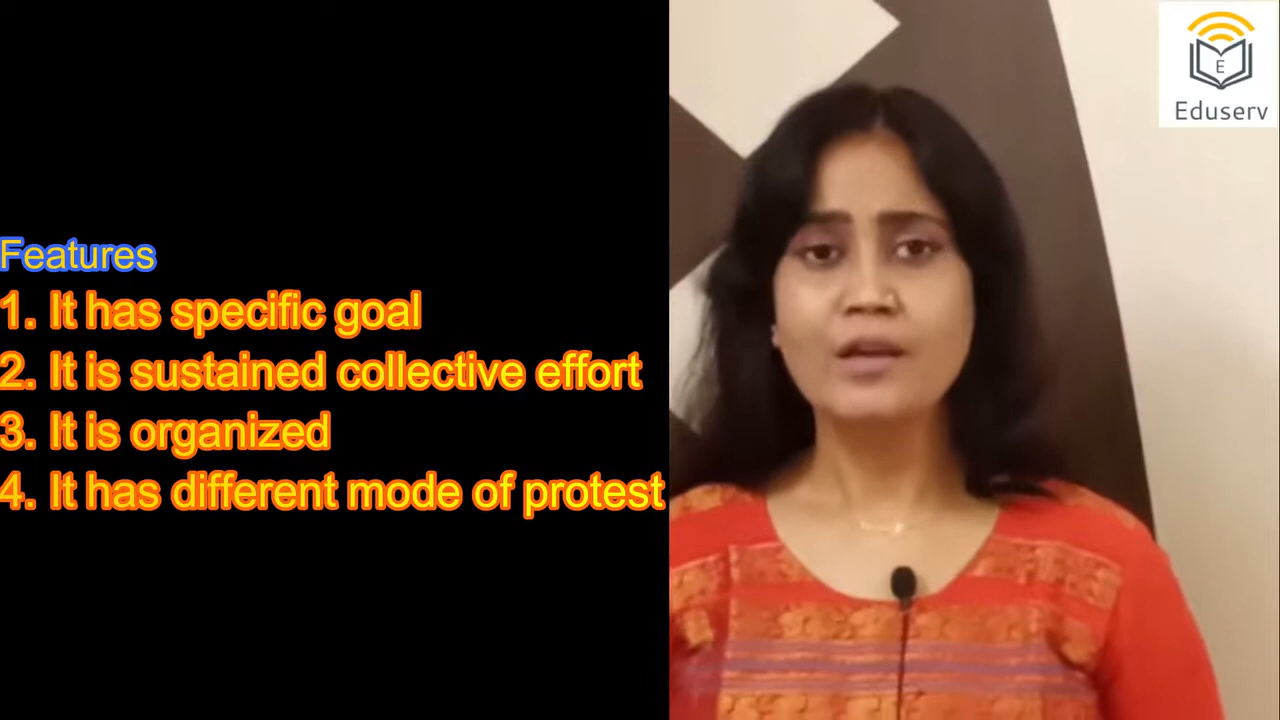 Features
1. It has specific goal
2. It is sustained collective effort
3. It is organized
4. It has different mode of protest
E
Eduserv